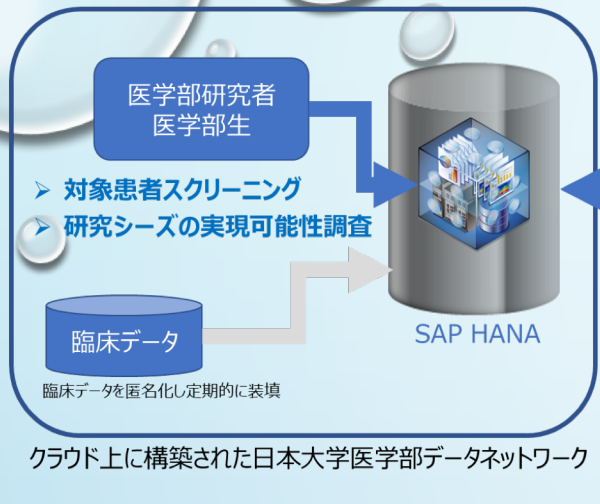 医学部研究者
医学部生
➢ 対象患者スクリーニング
➢ 研究シーズの実現可能性調査
SAP HANA
臨床データ
臨床データを匿名化し定期的に装填
クラウド上に構築された日本大学医学部データネットワーク